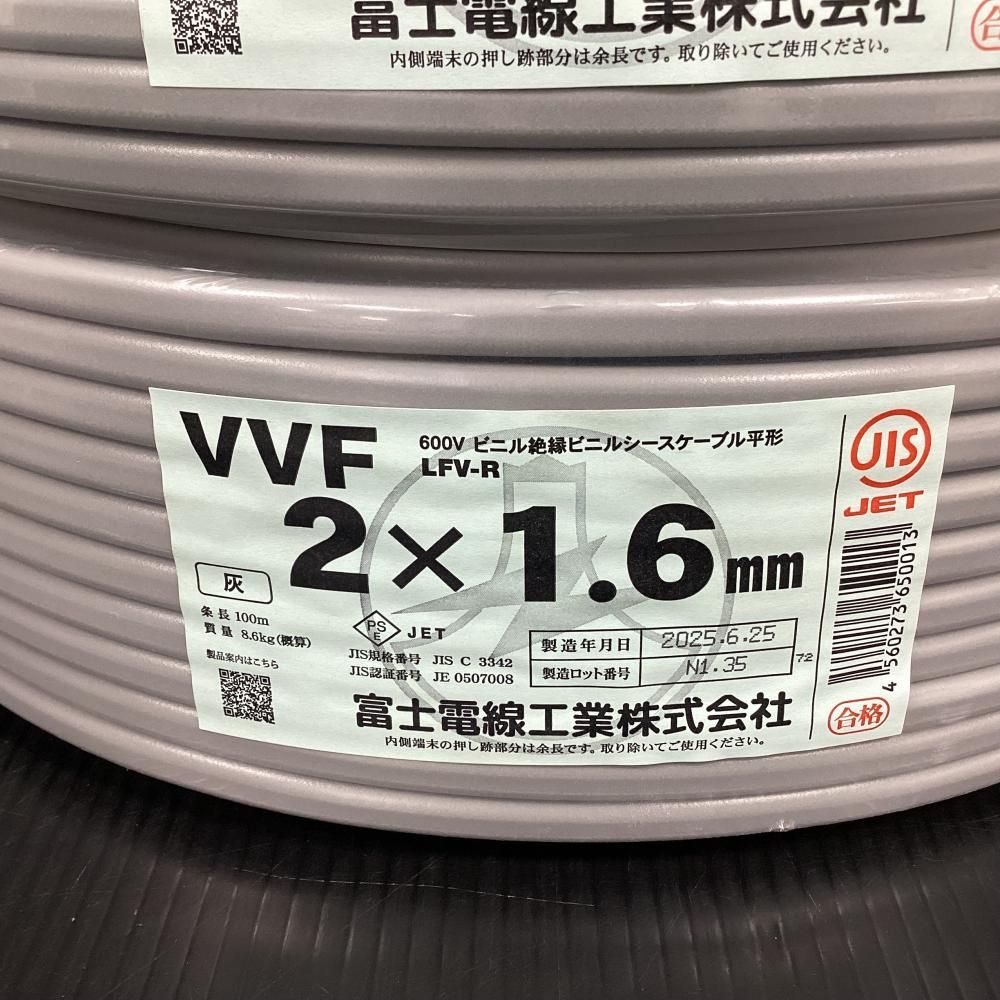 富士電線工業株式会社
内側端末の押し跡部分は余長です。取り除いてご使用ください。
VVF
600V ビニル絶縁ビニルシースケーブル平形
LFV-R
2×1.6mm
JIS
JET
灰
条長 100m
質量 8.6kg(概算)
製品案内はこちら
PS
E
JET
JIS規格番号 JIS C 3342
JIS認証番号 JE 0507008
製造年月日 2025.6.25
製造ロット番号 N1.35
7:2
4 560273 650013
富士電線工業株式会社
内側端末の押し跡部分は余長です。取り除いてご使用ください。
合格